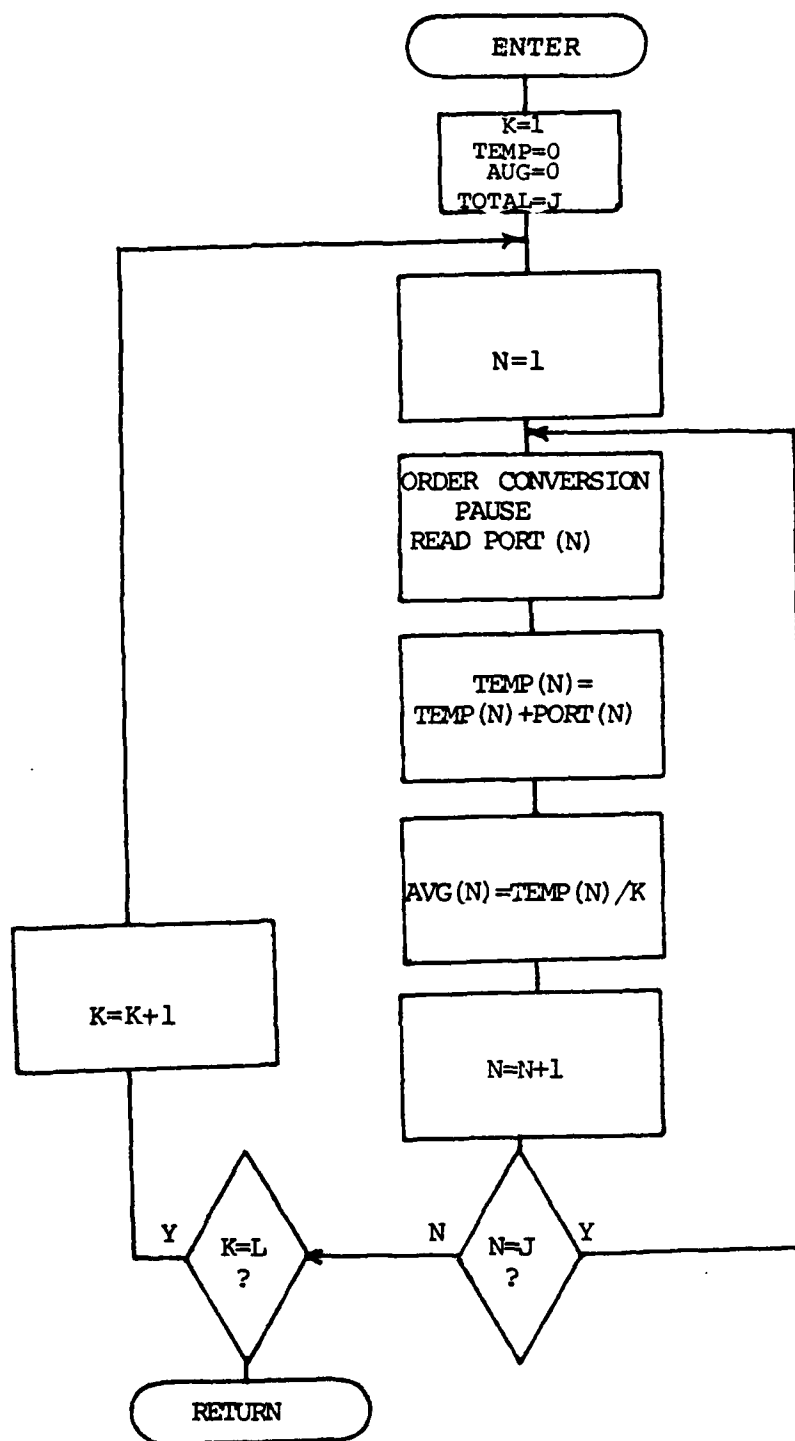 ENTER
K=1
TEMP=0
AUG=0
TOTAL=J
N=1
ORDER CONVERSION
PAUSE
READ PORT (N)
TEMP(N)=
TEMP(N)+PORT(N)
AVG(N)=TEMP(N)/K
K=K+1
N=N+1
Y
K=L
?
N
N=J
?
Y
RETURN